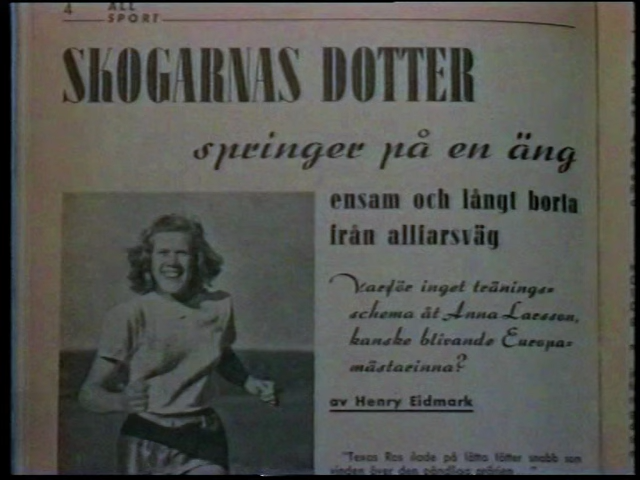 4 ALL
SPORT
SKOGARNAS DOTTER
springer på en äng
ensam och långt borta
från allfarsväg
Varför inget tränings-
schema åt Anna Larsson,
kanske blivande Europa-
mästarinna?
av Henry Eidmark
"Texas Ros ilade på lätta fötter snabb som
vinden över den oändliga prärien ..."